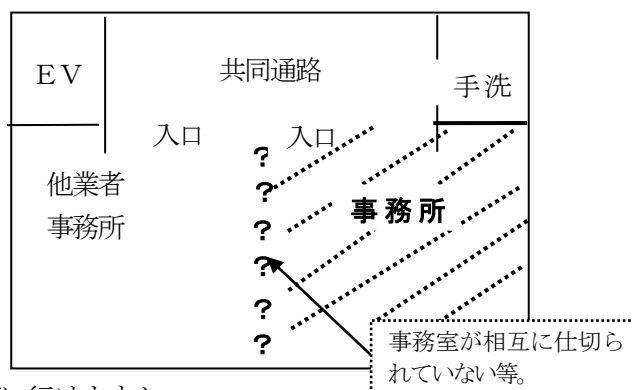 ＥＶ
共同通路
手洗
入口
入口
他業者
事務所
？
？
？
？
？
？
事務所
事務室が相互に仕切ら
れていない等。